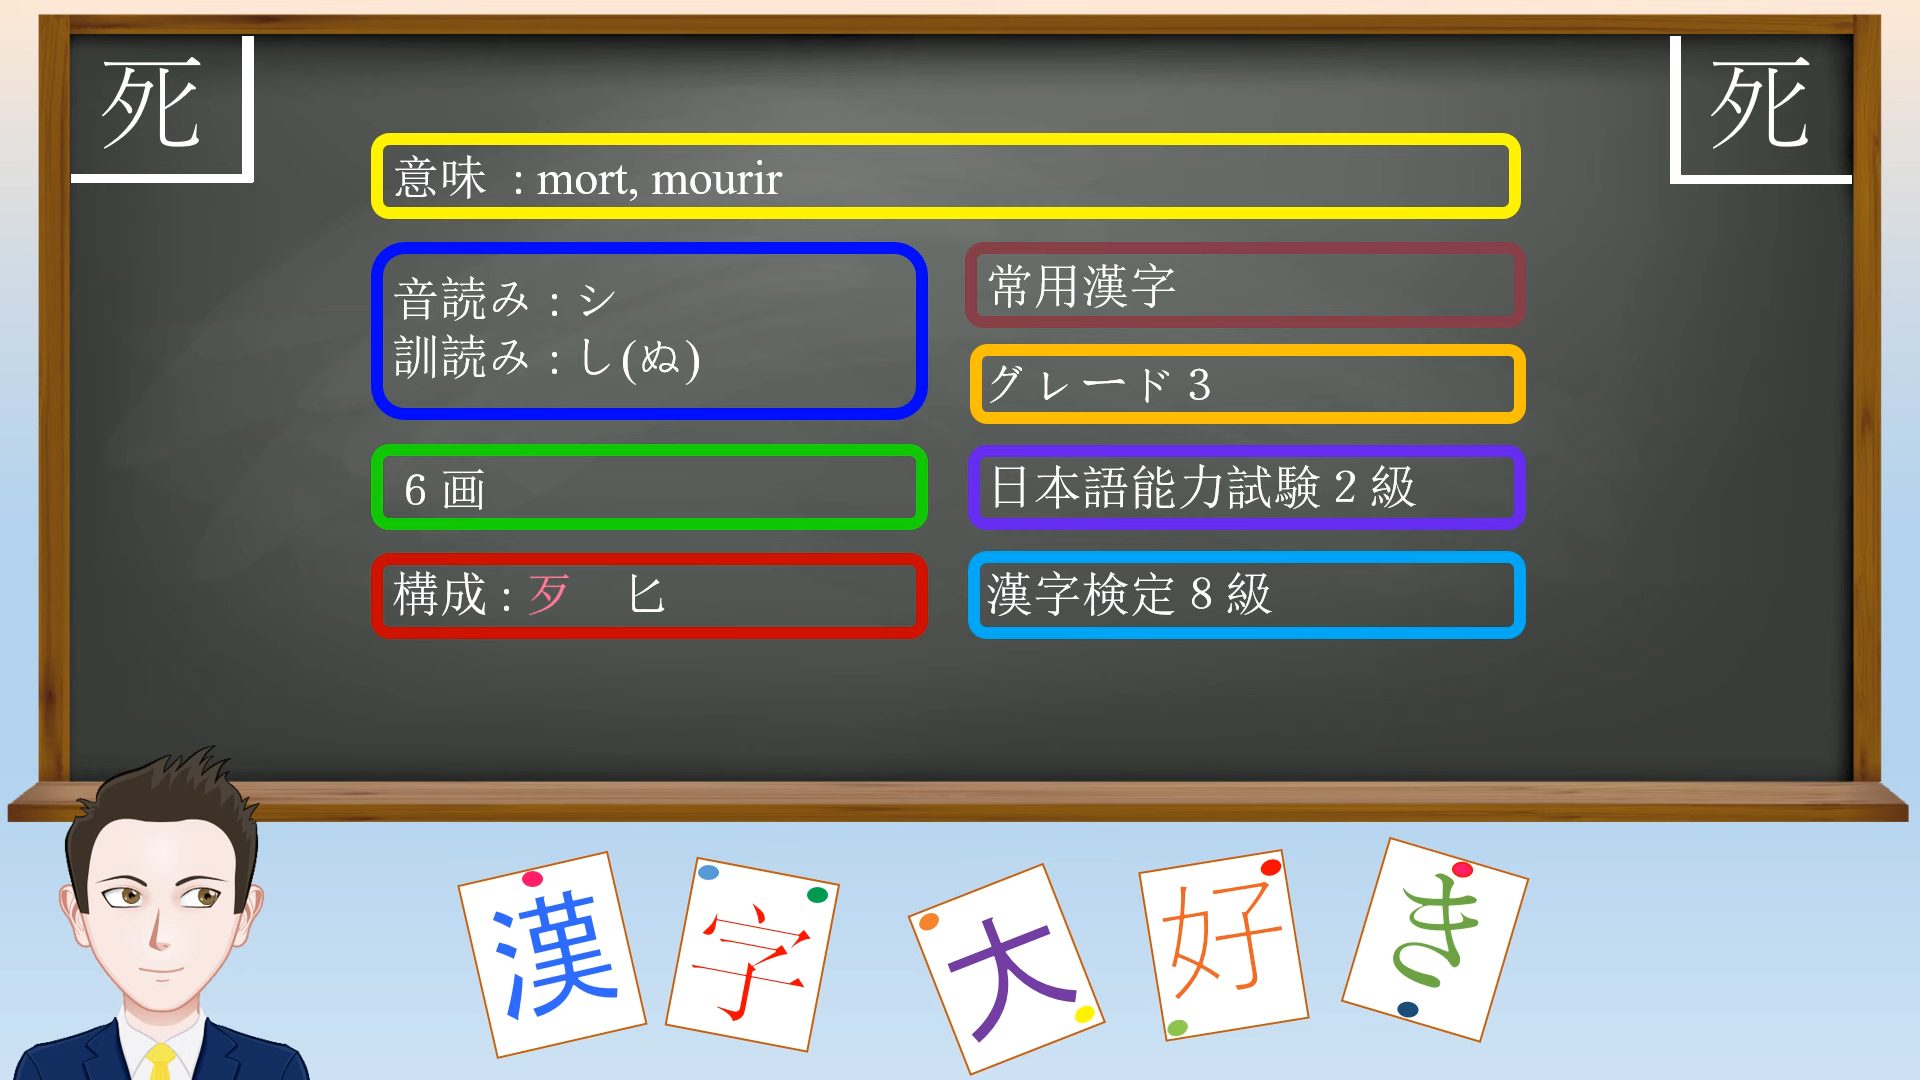 死
死
意味 : mort, mourir
音読み : シ
訓読み : し(ぬ)
常用漢字
グレード 3
6 画
日本語能力試験 2 級
構成 : 歹 匕
漢字検定 8 級
漢字大好き